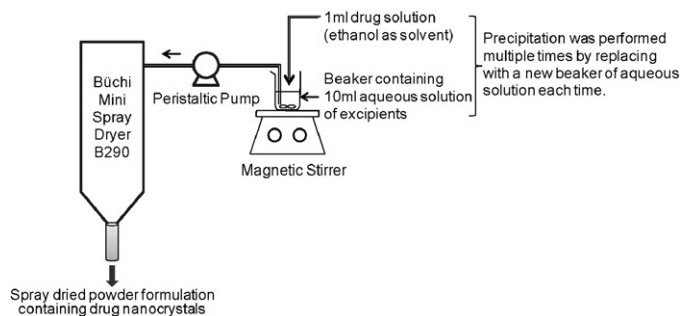 1ml drug solution
(ethanol as solvent)
Precipitation was performed
multiple times by replacing
with a new beaker of aqueous
solution each time.
Büchi
Mini
Spray
Dryer
B290
Peristaltic Pump
Beaker containing
10ml aqueous solution
of excipients
Magnetic Stirrer
Spray dried powder formulation
containing drug nanocrystals